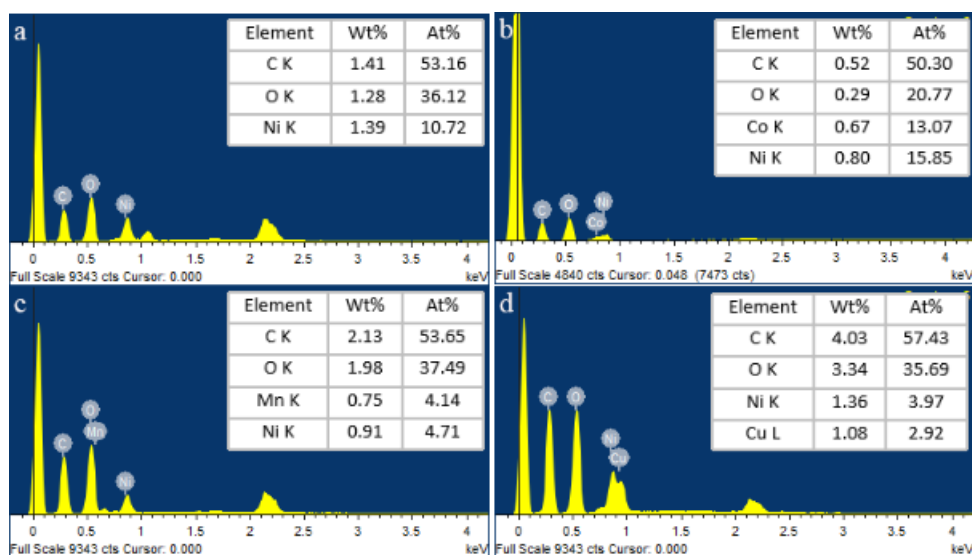 a
Element Wt% At%
C K 1.41 53.16
O K 1.28 36.12
Ni K 1.39 10.72
C
O
Ni
0 0.5 1 1.5 2 2.5 3 3.5 4
Full Scale 9343 cts Cursor: 0.000 keV
b
Element Wt% At%
C K 0.52 50.30
O K 0.29 20.77
Co K 0.67 13.07
Ni K 0.80 15.85
C
O
Ni
Co
0 0.5 1 1.5 2 2.5 3 3.5 4
Full Scale 4840 cts Cursor: 0.048 (7473 cts) keV
c
Element Wt% At%
C K 2.13 53.65
O K 1.98 37.49
Mn K 0.75 4.14
Ni K 0.91 4.71
O
C
Mn
Ni
0 0.5 1 1.5 2 2.5 3 3.5 4
Full Scale 9343 cts Cursor: 0.000 keV
d
Element Wt% At%
C K 4.03 57.43
O K 3.34 35.69
Ni K 1.36 3.97
Cu L 1.08 2.92
C
O
Ni
Cu
0 0.5 1 1.5 2 2.5 3 3.5 4
Full Scale 9343 cts Cursor: 0.000 keV